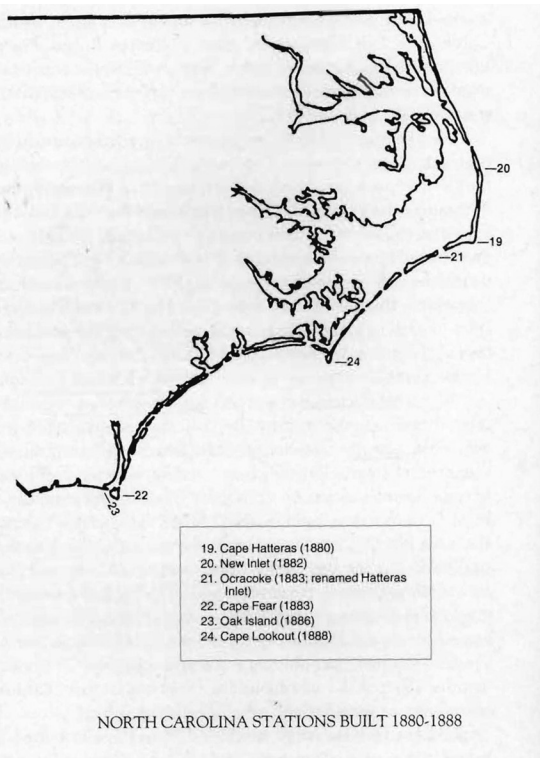 20
19
21
24
22
23
19. Cape Hatteras (1880)
20. New Inlet (1882)
21. Ocracoke (1883; renamed Hatteras
Inlet)
22. Cape Fear (1883)
23. Oak Island (1886)
24. Cape Lookout (1888)
NORTH CAROLINA STATIONS BUILT 1880-1888